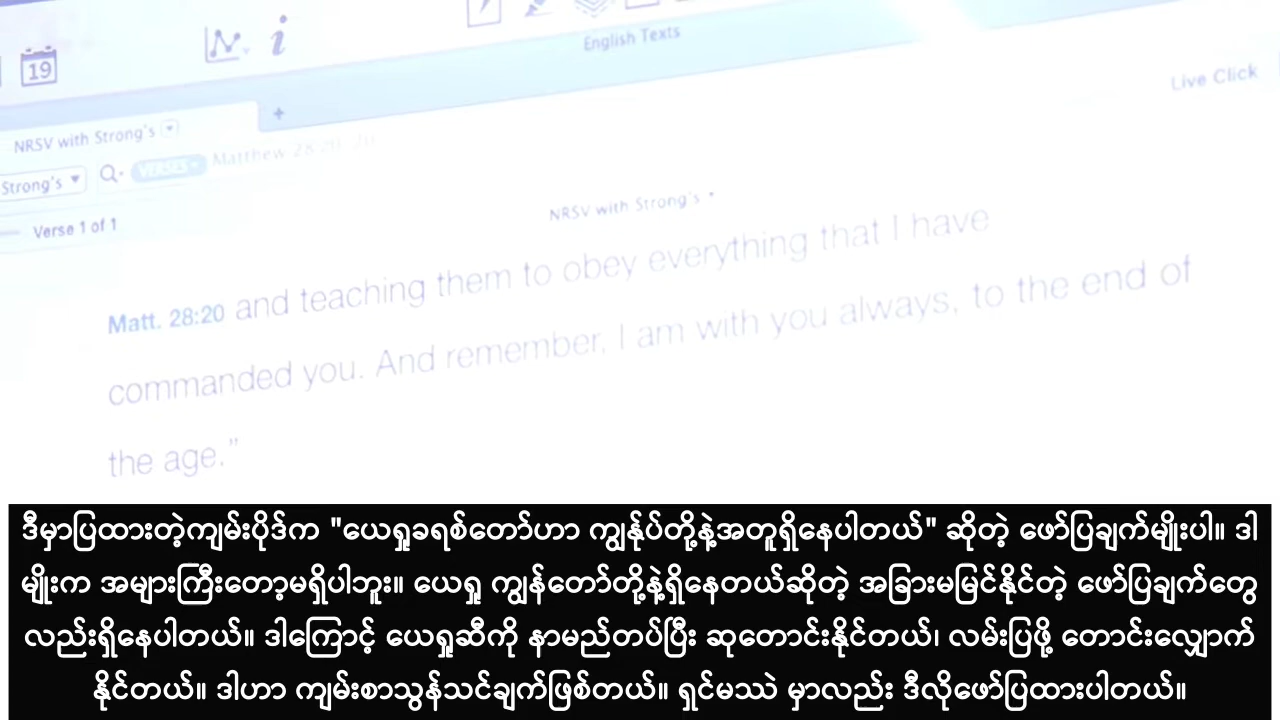 19
English Texts
Live Click
NRSV with Strong's
+
Strong's
VERSES
Matthew 28:20
Verse 1 of 1
NRSV with Strong's
Matt. 28:20 and teaching them to obey everything that I have
commanded you. And remember, I am with you always, to the end of
the age.”
ဒီမှာပြထားတဲ့ကျမ်းပိုဒ်က "ယေရှုခရစ်တော်ဟာ ကျွန်ုပ်တို့နဲ့အတူရှိနေပါတယ်" ဆိုတဲ့ ဖော်ပြချက်မျိုးပါ။ ဒါ
မျိုးက အများကြီးတော့မရှိပါဘူး။ ယေရှု ကျွန်တော်တို့နဲ့ရှိနေတယ်ဆိုတဲ့ အခြားမမြင်နိုင်တဲ့ ဖော်ပြချက်တွေ
လည်းရှိနေပါတယ်။ ဒါကြောင့် ယေရှုဆီကို နာမည်တပ်ပြီး ဆုတောင်းနိုင်တယ်၊ လမ်းပြဖို့ တောင်းလျှောက်
နိုင်တယ်။ ဒါဟာ ကျမ်းစာသွန်သင်ချက်ဖြစ်တယ်။ ရှင်မဿဲ မှာလည်း ဒီလိုဖော်ပြထားပါတယ်။